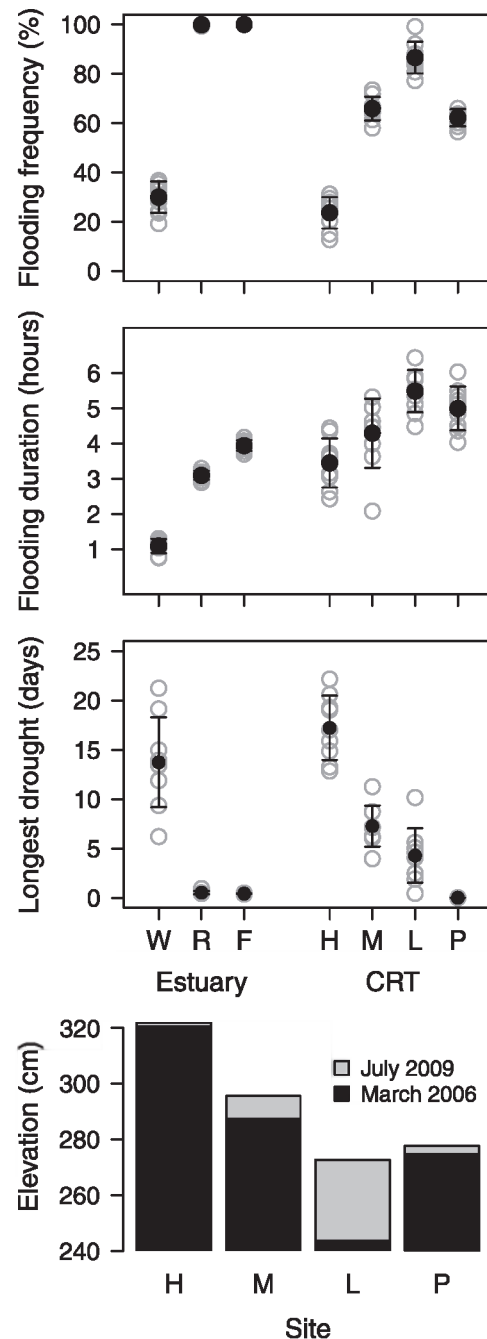 Flooding frequency (%)
100
80
60
40
20
0
Flooding duration (hours)
6
5
4
3
2
1
Longest drought (days)
25
20
15
10
5
0
W R F H M L P
Estuary CRT
Elevation (cm)
320
300
280
260
240
July 2009
March 2006
H M L P
Site